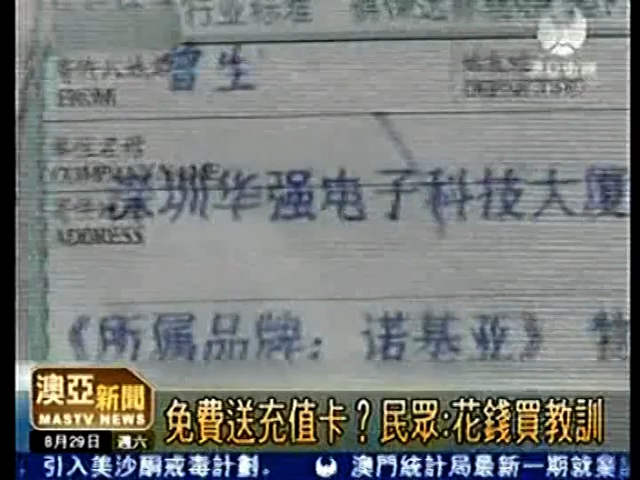 行业标准
曾生
FROM
COMPANY NAME
深圳华强电子科技大厦
ADDRESS
《所属品牌：诺基亚》
澳亞新聞
MASTV NEWS
免費送充值卡？民眾:花錢買教訓
8月29日 週六
引入美沙酮戒毒計劃. 澳門統計局最新一期就業